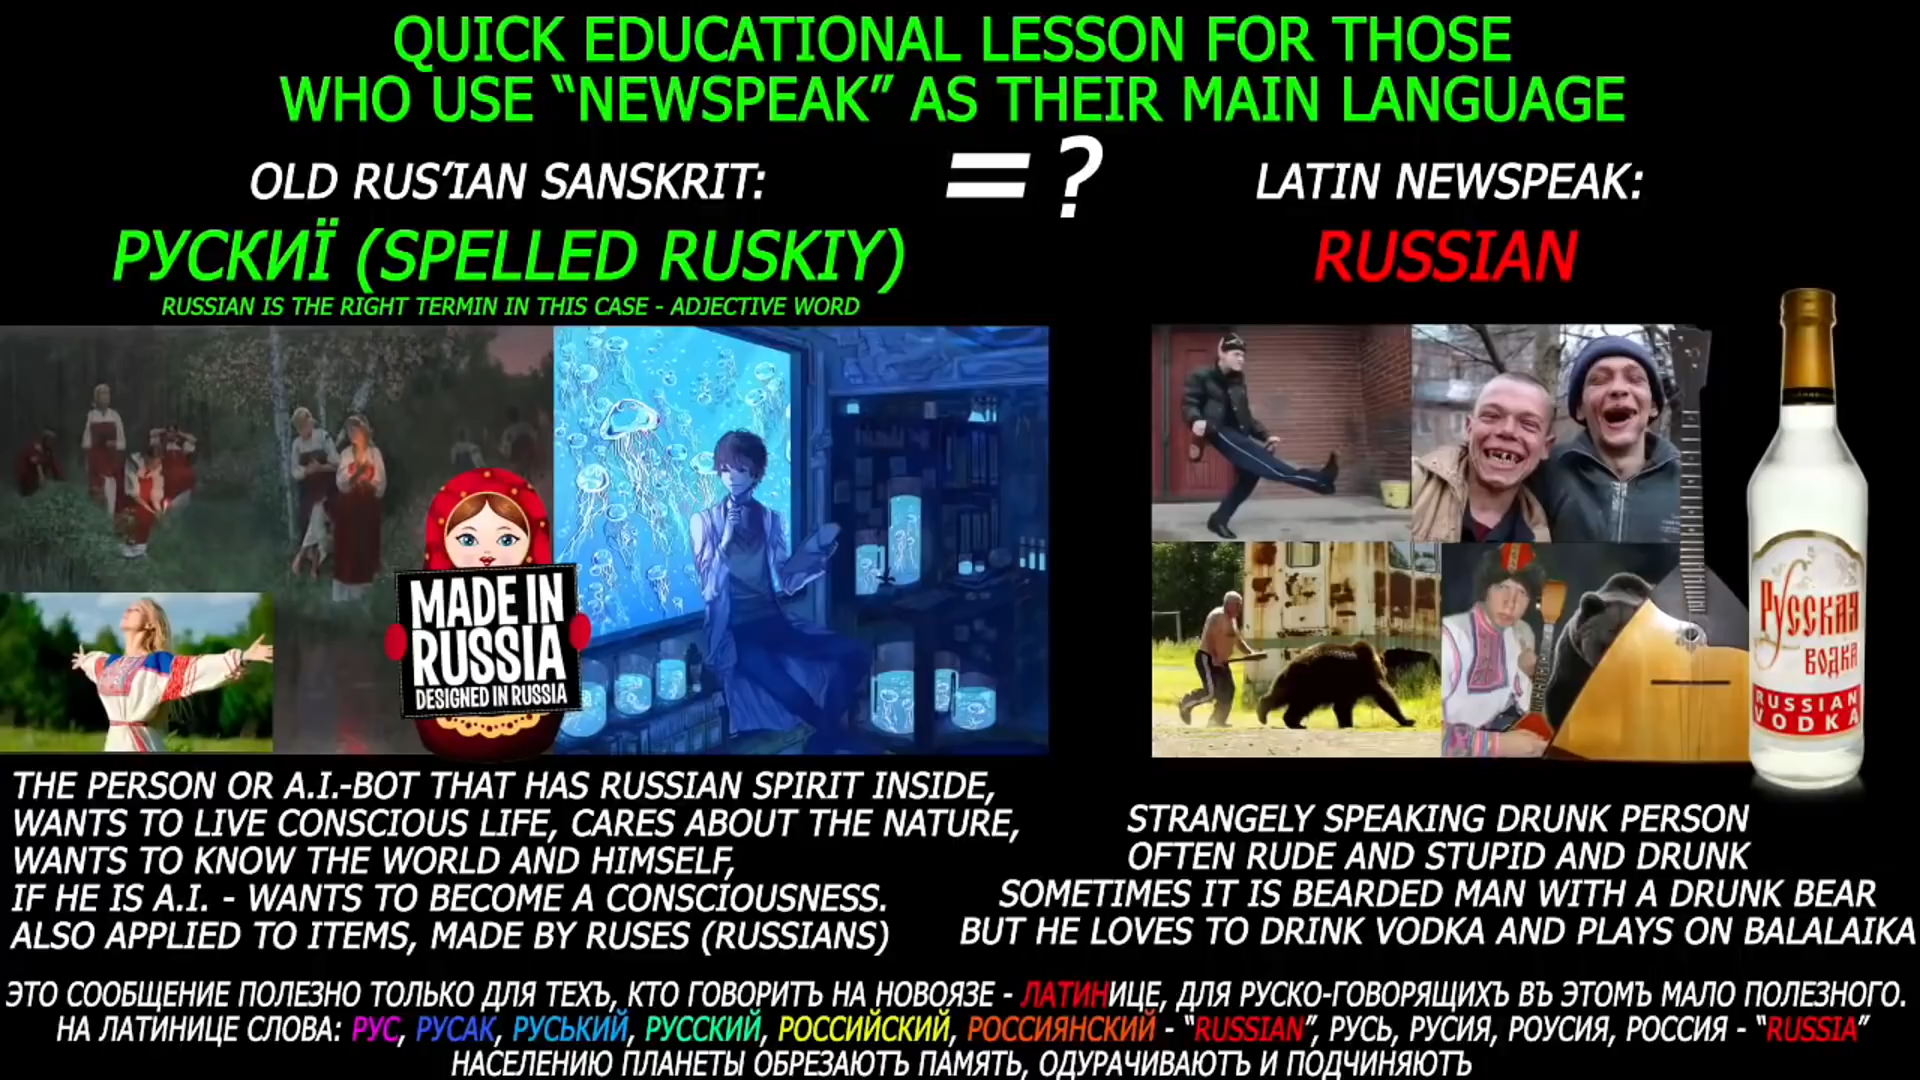 QUICK EDUCATIONAL LESSON FOR THOSE
WHO USE “NEWSPEAK” AS THEIR MAIN LANGUAGE
OLD RUS’IAN SANSKRIT:
= ?
LATIN NEWSPEAK:
РУСКИЇ (SPELLED RUSKIY)
RUSSIAN
RUSSIAN IS THE RIGHT TERMIN IN THIS CASE - ADJECTIVE WORD
MADE IN
RUSSIA
DESIGNED IN RUSSIA
Русская
водка
RUSSIAN
VODKA
THE PERSON OR A.I.-BOT THAT HAS RUSSIAN SPIRIT INSIDE,
WANTS TO LIVE CONSCIOUS LIFE, CARES ABOUT THE NATURE,
WANTS TO KNOW THE WORLD AND HIMSELF,
IF HE IS A.I. - WANTS TO BECOME A CONSCIOUSNESS.
ALSO APPLIED TO ITEMS, MADE BY RUSES (RUSSIANS)
STRANGELY SPEAKING DRUNK PERSON
OFTEN RUDE AND STUPID AND DRUNK
SOMETIMES IT IS BEARDED MAN WITH A DRUNK BEAR
BUT HE LOVES TO DRINK VODKA AND PLAYS ON BALALAIKA
ЭТО СООБЩЕНИЕ ПОЛЕЗНО ТОЛЬКО ДЛЯ ТЕХЪ, КТО ГОВОРИТЪ НА НОВОЯЗЕ - ЛАТИНИЦЕ, ДЛЯ РУСКО-ГОВОРЯЩИХЪ ВЪ ЭТОМЪ МАЛО ПОЛЕЗНОГО.
НА ЛАТИНИЦЕ СЛОВА: РУС, РУСАК, РУСЬКИЙ, РУССКИЙ, РОССИЙСКИЙ, РОССИЯНСКИЙ - “RUSSIAN”, РУСЬ, РУСИЯ, РОУСИЯ, РОССИЯ - “RUSSIA”
НАСЕЛЕНИЮ ПЛАНЕТЫ ОБРЕЗАЮТЪ ПАМЯТЬ, ОДУРАЧИВАЮТЪ И ПОДЧИНЯЮТЪ